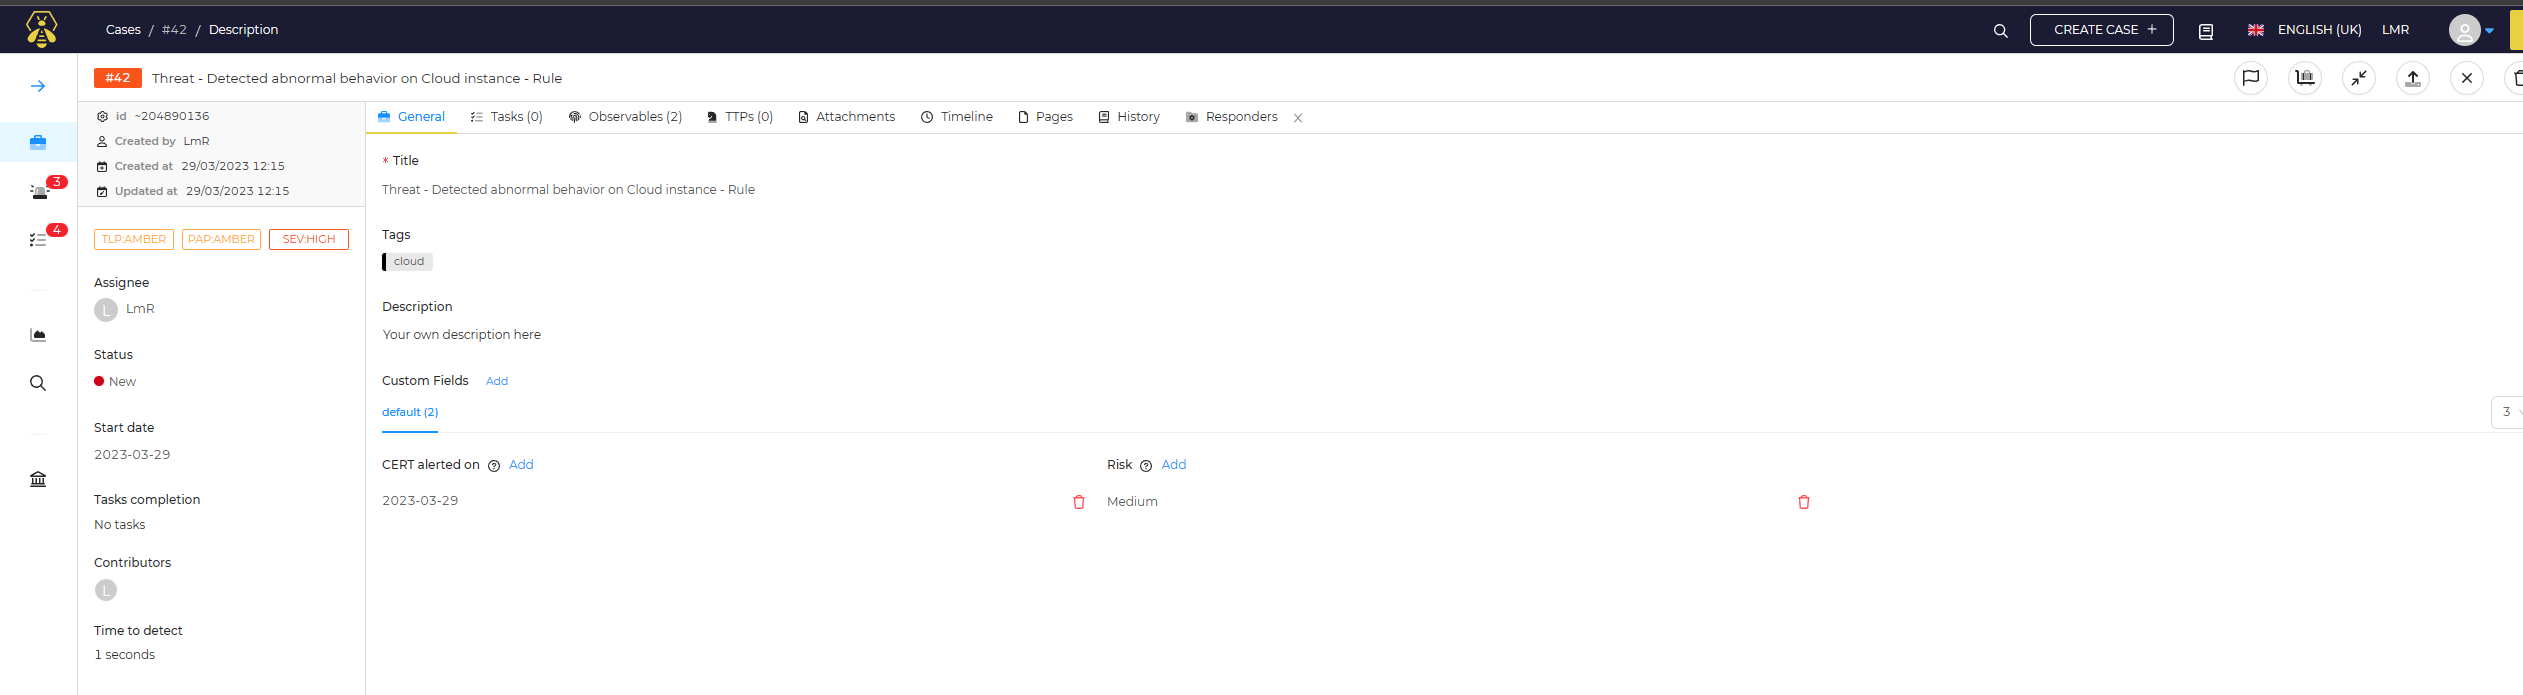 Cases / #42 / Description
CREATE CASE +
ENGLISH (UK)
LMR
#42 Threat - Detected abnormal behavior on Cloud instance - Rule
id ~204890136
Created by LmR
Created at 29/03/2023 12:15
Updated at 29/03/2023 12:15
3
4
TLP:AMBER PAP:AMBER SEV:HIGH
Assignee
L LmR
Status
New
Start date
2023-03-29
Tasks completion
No tasks
Contributors
L
Time to detect
1 seconds
General Tasks (0) Observables (2) TTPs (0) Attachments Timeline Pages History Responders
* Title
Threat - Detected abnormal behavior on Cloud instance - Rule
Tags
cloud
Description
Your own description here
Custom Fields Add
default (2)
3
CERT alerted on ? Add
2023-03-29
Risk ? Add
Medium